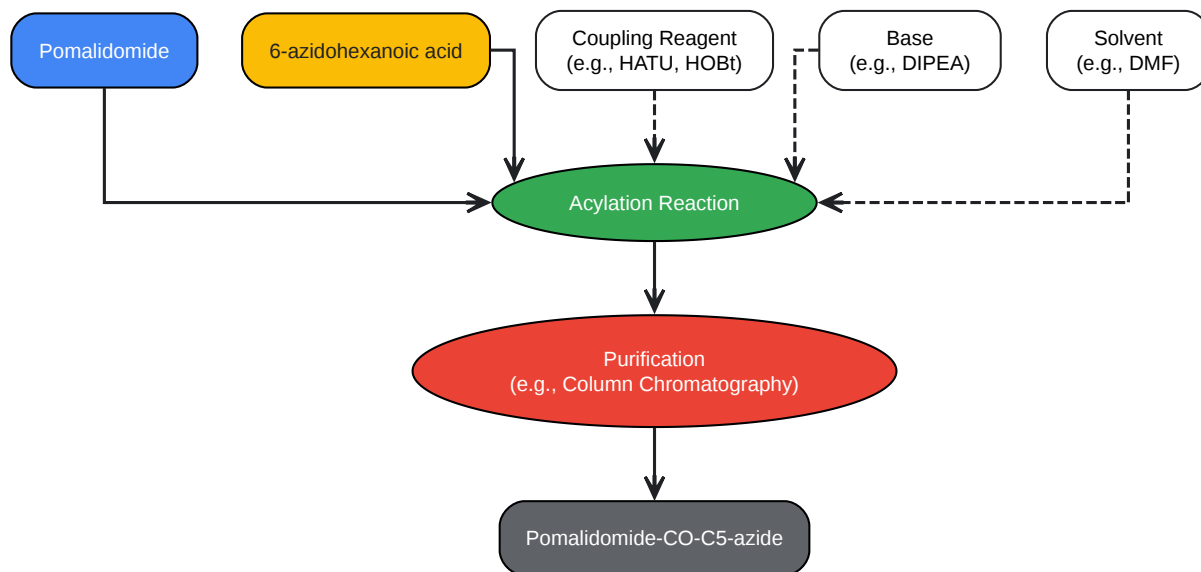 Pomalidomide
6-azidohexanoic acid
Coupling Reagent
(e.g., HATU, HOBt)
Base
(e.g., DIPEA)
Solvent
(e.g., DMF)
Acylation Reaction
Purification
(e.g., Column Chromatography)
Pomalidomide-CO-C5-azide